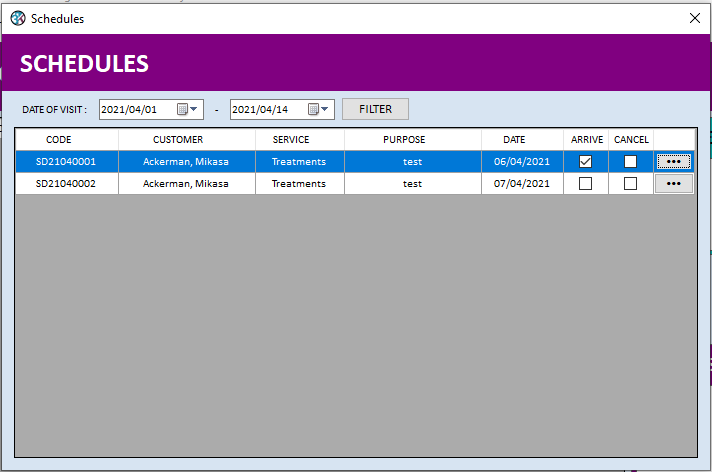 Schedules
SCHEDULES
DATE OF VISIT : 2021/04/01 - 2021/04/14 FILTER
CODE CUSTOMER SERVICE PURPOSE DATE ARRIVE CANCEL
SD21040001 Ackerman, Mikasa Treatments test 06/04/2021 •••
SD21040002 Ackerman, Mikasa Treatments test 07/04/2021 •••